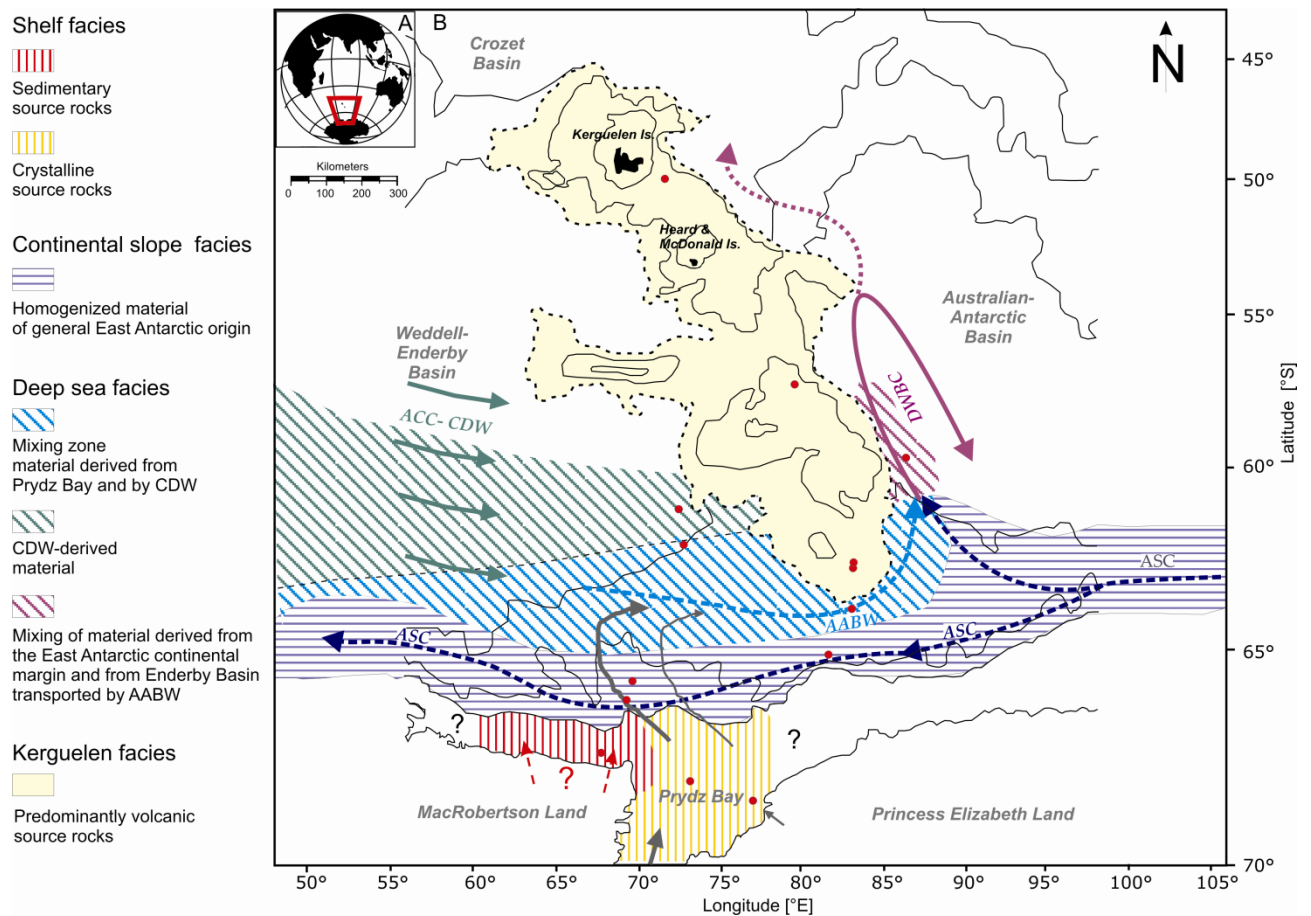 Shelf facies
Sedimentary
source rocks
Crystalline
source rocks
Continental slope facies
Homogenized material
of general East Antarctic origin
Deep sea facies
Mixing zone
material derived from
Prydz Bay and by CDW
CDW-derived
material
Mixing of material derived from
the East Antarctic continental
margin and from Enderby Basin
transported by AABW
Kerguelen facies
Predominantly volcanic
source rocks
A
B
Kilometers
0 50 100 200 300
Crozet
Basin
N
Kerguelen Is.
Heard &
McDonald Is.
Weddell-
Enderby
Basin
Australian-
Antarctic
Basin
ACC- CDW
DWBC
AABW
ASC
ASC
ASC
?
?
?
MacRobertson Land
Prydz Bay
Princess Elizabeth Land
45°
50°
55°
60°
65°
70°
Latitude [°S]
50° 55° 60° 65° 70° 75° 80° 85° 90° 95° 100° 105°
Longitude [°E]